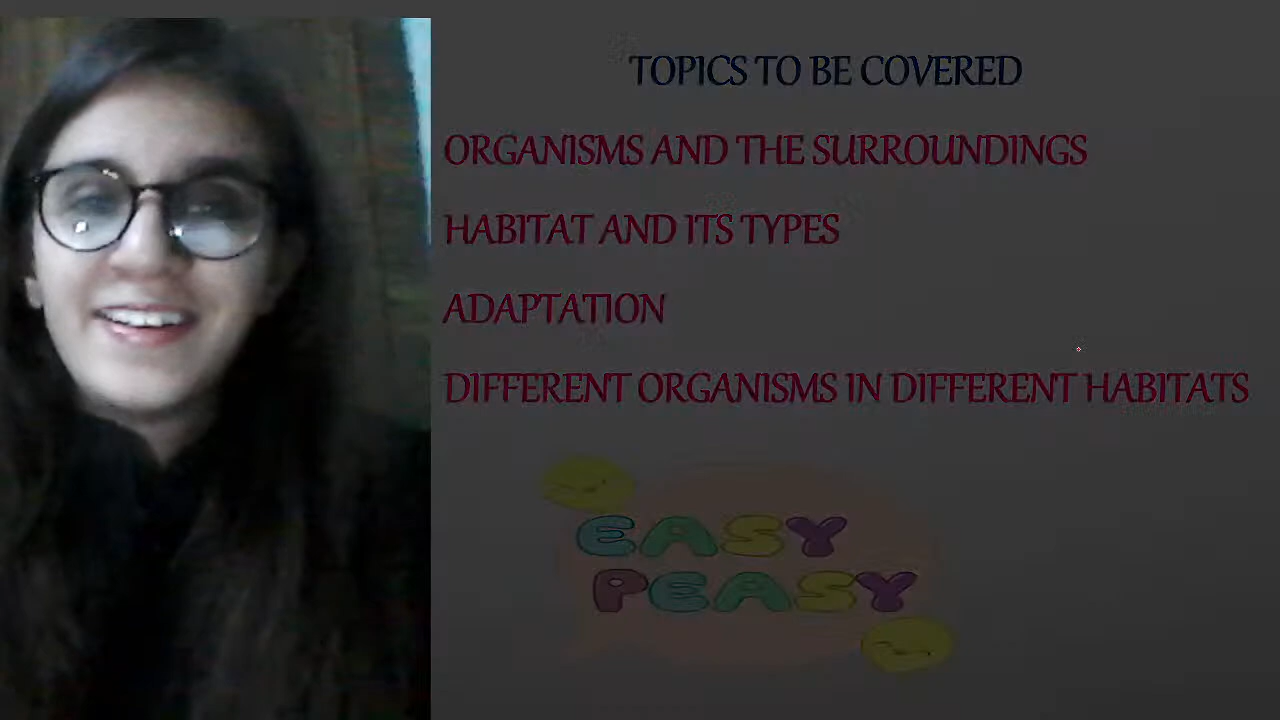 TOPICS TO BE COVERED
ORGANISMS AND THE SURROUNDINGS
HABITAT AND ITS TYPES
ADAPTATION
DIFFERENT ORGANISMS IN DIFFERENT HABITATS
EASY
PEASY